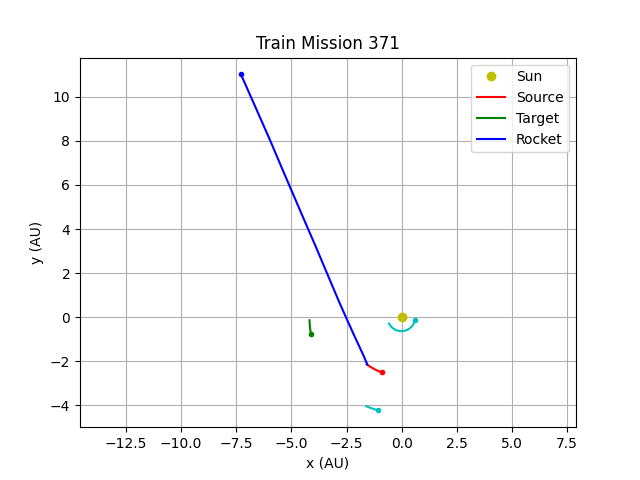 Train Mission 371
Sun
Source
Target
Rocket
10
8
6
4
2
0
−2
−4
y (AU)
−12.5 −10.0 −7.5 −5.0 −2.5 0.0 2.5 5.0 7.5
x (AU)